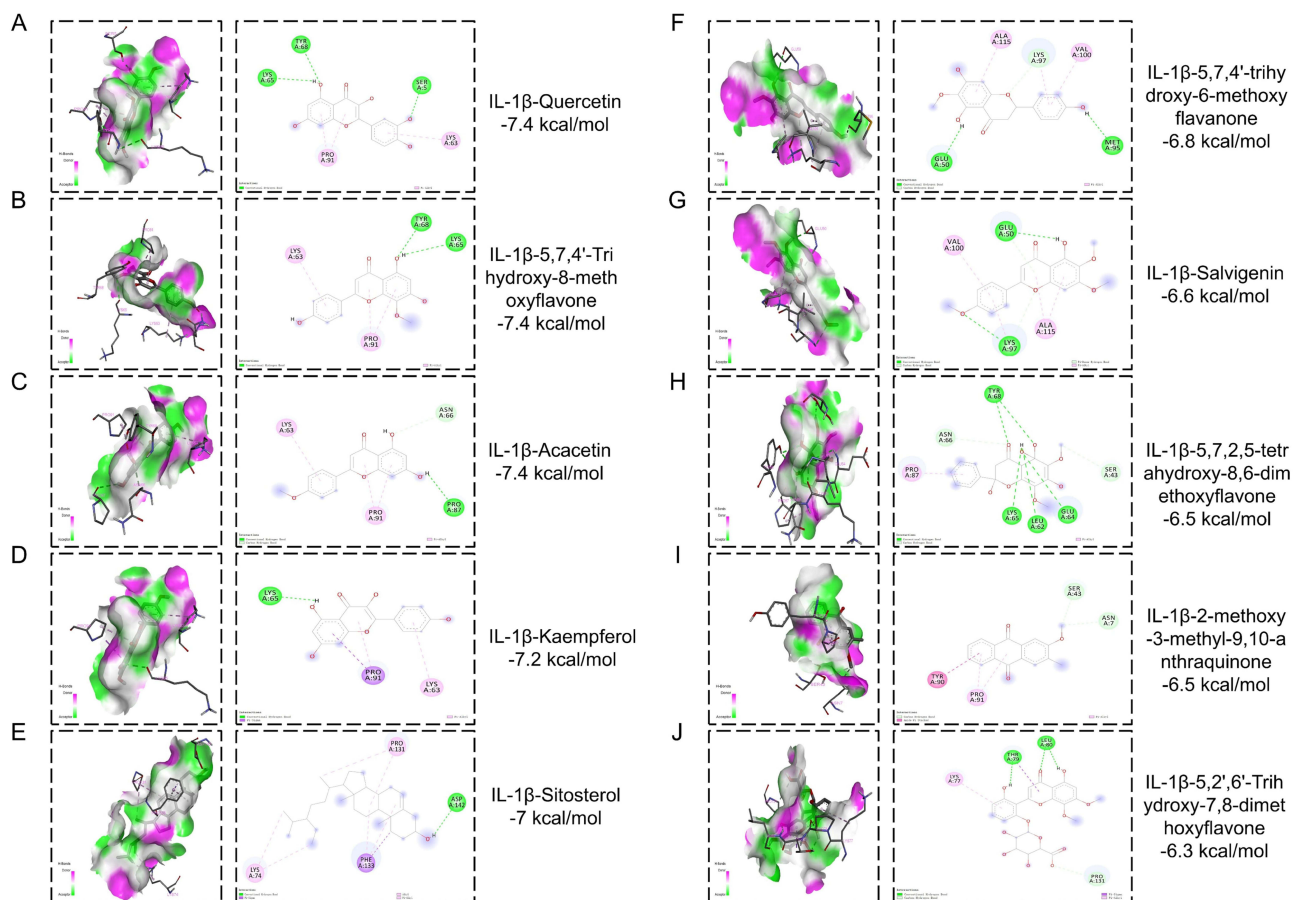 A
TYR
A:68
LYS
A:65
SER
A:5
LYS
A:63
PRO
A:91
IL-1β-Quercetin
-7.4 kcal/mol
B
TYR
A:68
LYS
A:65
LYS
A:63
PRO
A:91
IL-1β-5,7,4'-Tri
hydroxy-8-meth
oxyflavone
-7.4 kcal/mol
C
ASN
A:66
LYS
A:63
PRO
A:91
PRO
A:87
IL-1β-Acacetin
-7.4 kcal/mol
D
LYS
A:65
PRO
A:91
LYS
A:63
IL-1β-Kaempferol
-7.2 kcal/mol
E
PRO
A:131
ASP
A:142
PHE
A:133
LYS
A:74
IL-1β-Sitosterol
-7 kcal/mol
F
ALA
A:115
LYS
A:97
VAL
A:100
GLU
A:50
MET
A:95
IL-1β-5,7,4'-trihy
droxy-6-methoxy
flavanone
-6.8 kcal/mol
G
GLU
A:50
VAL
A:100
ALA
A:115
LYS
A:97
IL-1β-Salvigenin
-6.6 kcal/mol
H
TYR
A:68
ASN
A:66
PRO
A:87
SER
A:43
LYS
A:65
LEU
A:62
GLU
A:64
IL-1β-5,7,2,5-tetr
ahydroxy-8,6-dim
ethoxyflavone
-6.5 kcal/mol
I
SER
A:43
ASN
A:7
TYR
A:90
PRO
A:91
IL-1β-2-methoxy
-3-methyl-9,10-a
nthraquinone
-6.5 kcal/mol
J
THR
A:79
LEU
A:80
LYS
A:77
PRO
A:131
IL-1β-5,2',6'-Trih
ydroxy-7,8-dimet
hoxyflavone
-6.3 kcal/mol